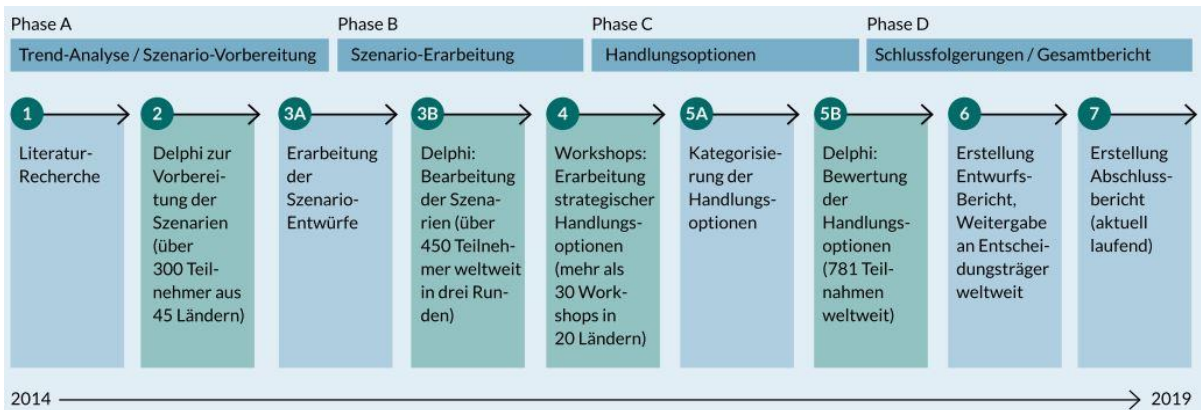 Phase A
Phase B
Phase C
Phase D
Trend-Analyse / Szenario-Vorbereitung
Szenario-Erarbeitung
Handlungsoptionen
Schlussfolgerungen / Gesamtbericht
1
Literatur-
Recherche
2
Delphi zur
Vorberei-
tung der
Szenarien
(über
300 Teil-
nehmer aus
45 Ländern)
3A
Erarbeitung
der
Szenario-
Entwürfe
3B
Delphi:
Bearbeitung
der Szena-
rien (über
450 Teilneh-
mer weltweit
in drei Run-
den)
4
Workshops:
Erarbeitung
strategischer
Handlungs-
optionen
(mehr als
30 Work-
shops in
20 Ländern)
5A
Kategorisie-
rung der
Handlungs-
optionen
5B
Delphi:
Bewertung
der
Handlungs-
optionen
(781 Teil-
nahmen
weltweit)
6
Erstellung
Entwurfs-
Bericht,
Weitergabe
an Entschei-
dungsträger
weltweit
7
Erstellung
Abschluss-
bericht
(aktuell
laufend)
2014
2019